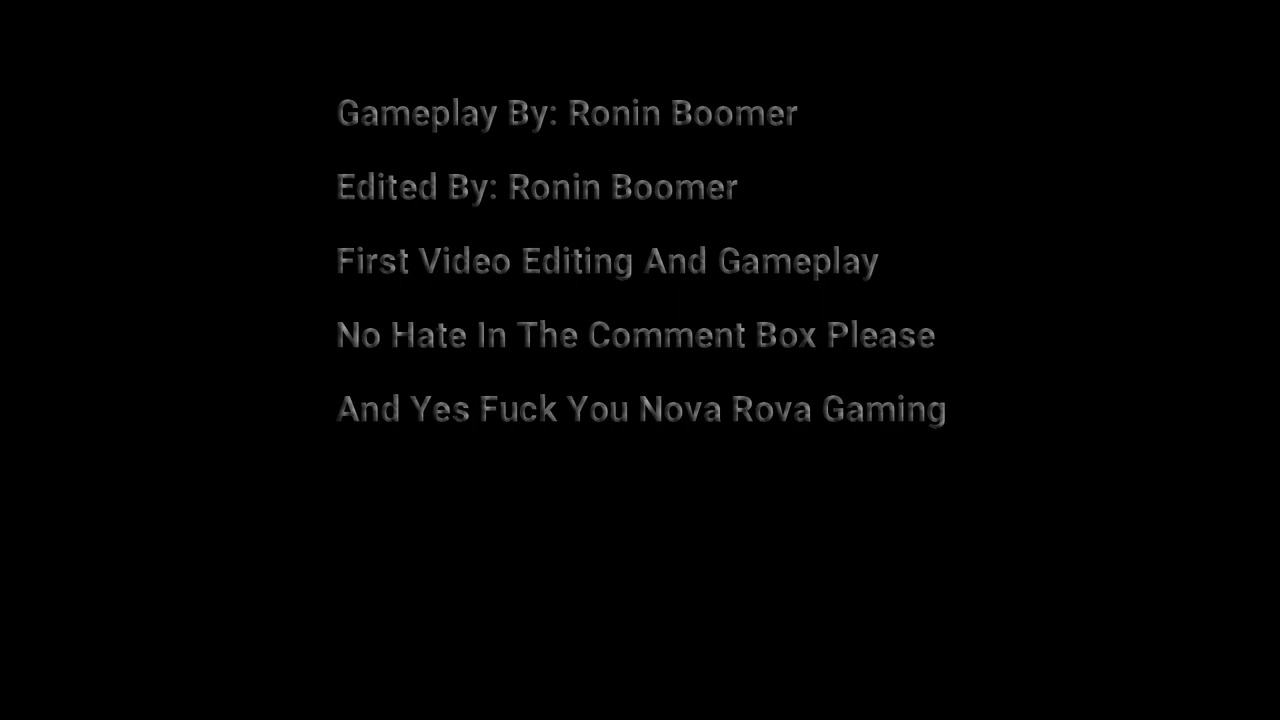 Gameplay By: Ronin Boomer
Edited By: Ronin Boomer
First Video Editing And Gameplay
No Hate In The Comment Box Please
And Yes Fuck You Nova Rova Gaming